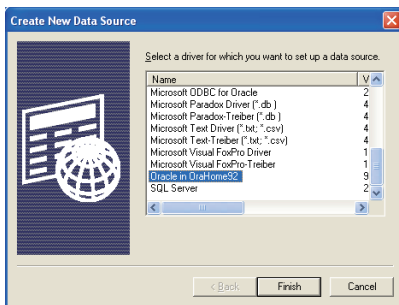 Create New Data Source
Select a driver for which you want to set up a data source.
Name V
Microsoft ODBC for Oracle 2
Microsoft Paradox Driver (*.db ) 4
Microsoft Paradox-Treiber (*.db ) 4
Microsoft Text Driver (*.txt; *.csv) 4
Microsoft Text-Treiber (*.txt; *.csv) 4
Microsoft Visual FoxPro Driver 1
Microsoft Visual FoxPro-Treiber 1
Oracle in OraHome92 9
SQL Server 2
< Back Finish Cancel